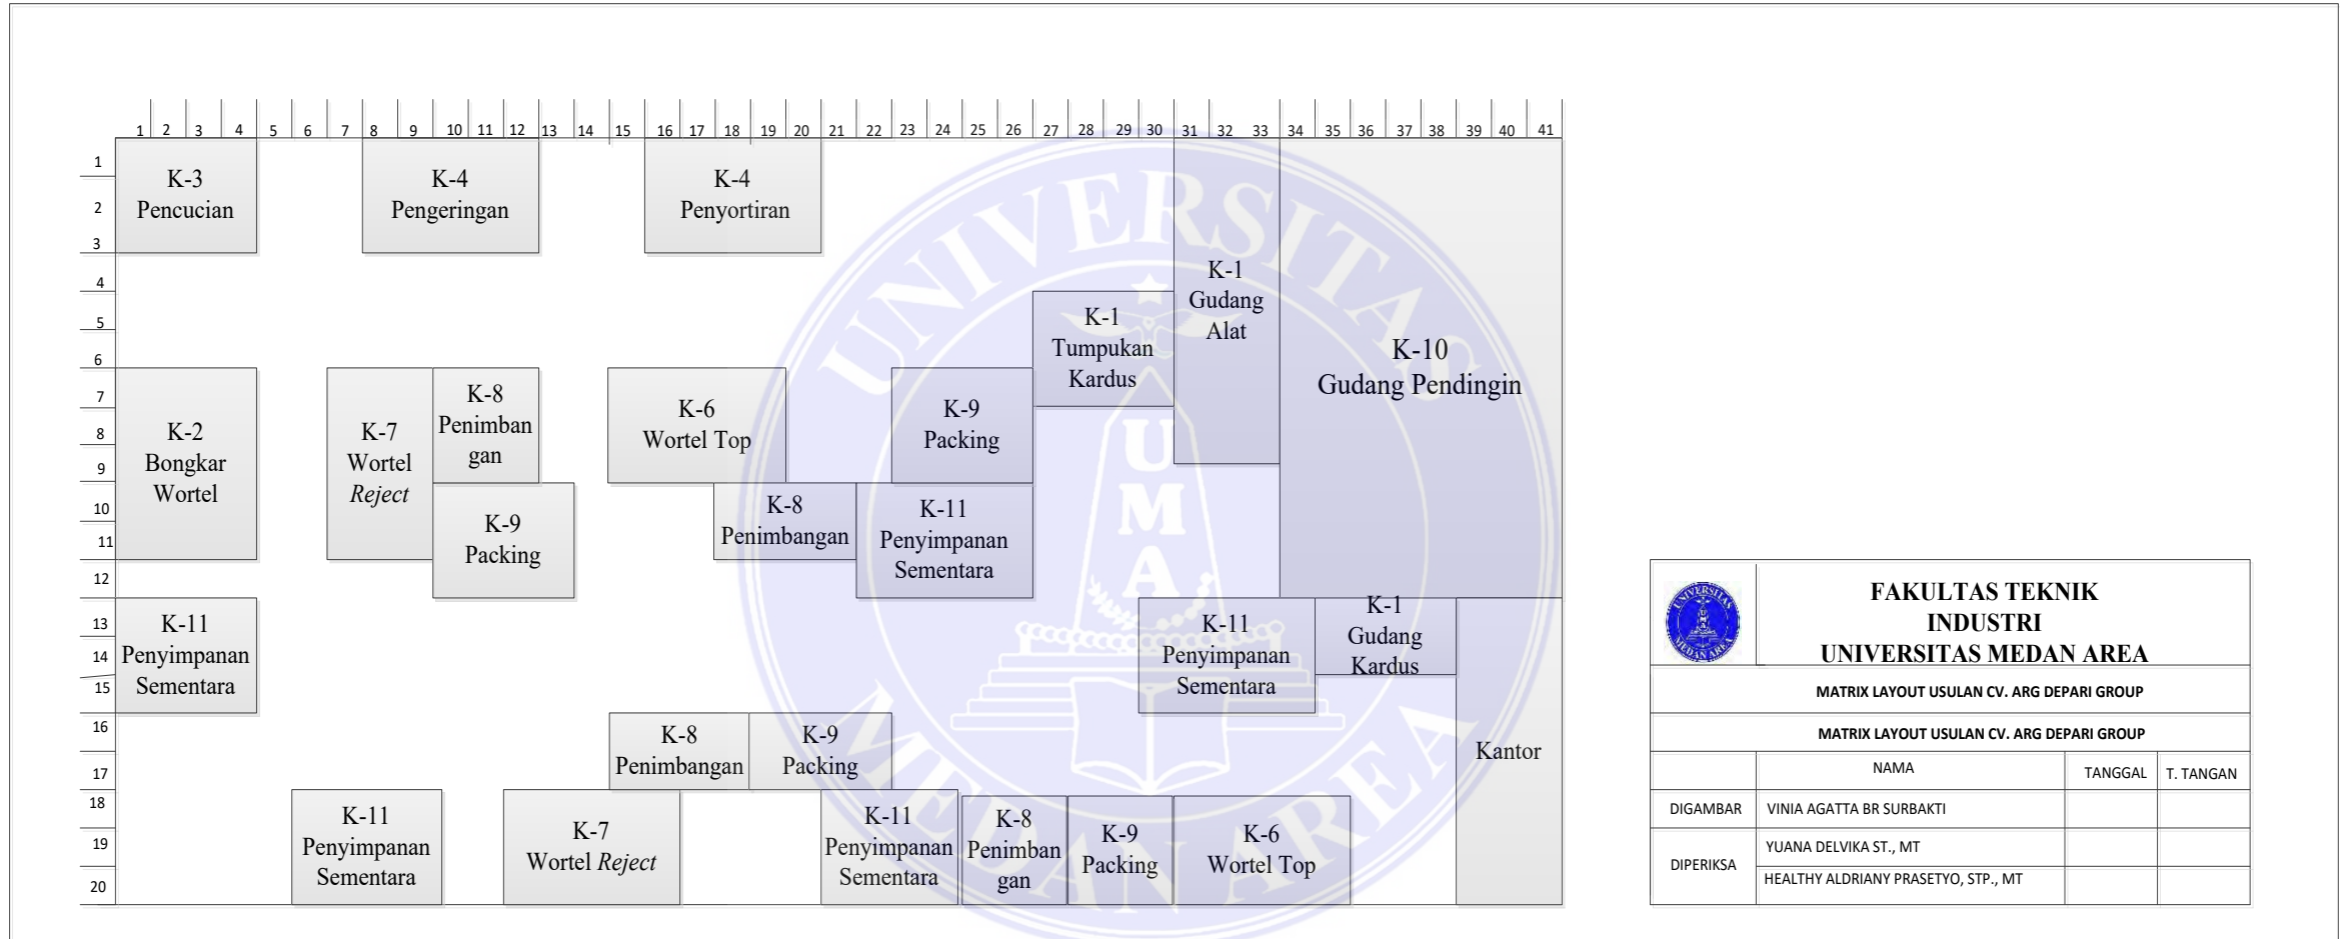 1 2 3 4 5 6 7 8 9 10 11 12 13 14 15 16 17 18 19 20 21 22 23 24 25 26 27 28 29 30 31 32 33 34 35 36 37 38 39 40 41
1
2
3
4
5
6
7
8
9
10
11
12
13
14
15
16
17
18
19
20
K-3
Pencucian
K-4
Pengeringan
K-4
Penyortiran
K-1
Gudang
Alat
K-1
Tumpukan
Kardus
K-10
Gudang Pendingin
K-2
Bongkar
Wortel
K-7
Wortel
Reject
K-8
Penimban
gan
K-9
Packing
K-6
Wortel Top
K-9
Packing
K-8
Penimbangan
K-11
Penyimpanan
Sementara
K-11
Penyimpanan
Sementara
K-11
Penyimpanan
Sementara
K-1
Gudang
Kardus
K-8
Penimbangan
K-9
Packing
Kantor
K-11
Penyimpanan
Sementara
K-7
Wortel Reject
K-11
Penyimpanan
Sementara
K-8
Penimban
gan
K-9
Packing
K-6
Wortel Top
UNIVERSITAS
MEDAN AREA
UMA
UNIVERSITAS
MEDAN AREA
FAKULTAS TEKNIK
INDUSTRI
UNIVERSITAS MEDAN AREA
MATRIX LAYOUT USULAN CV. ARG DEPARI GROUP
MATRIX LAYOUT USULAN CV. ARG DEPARI GROUP
NAMA TANGGAL T. TANGAN
DIGAMBAR VINIA AGATTA BR SURBAKTI
DIPERIKSA
YUANA DELVIKA ST., MT
HEALTHY ALDRIANY PRASETYO, STP., MT